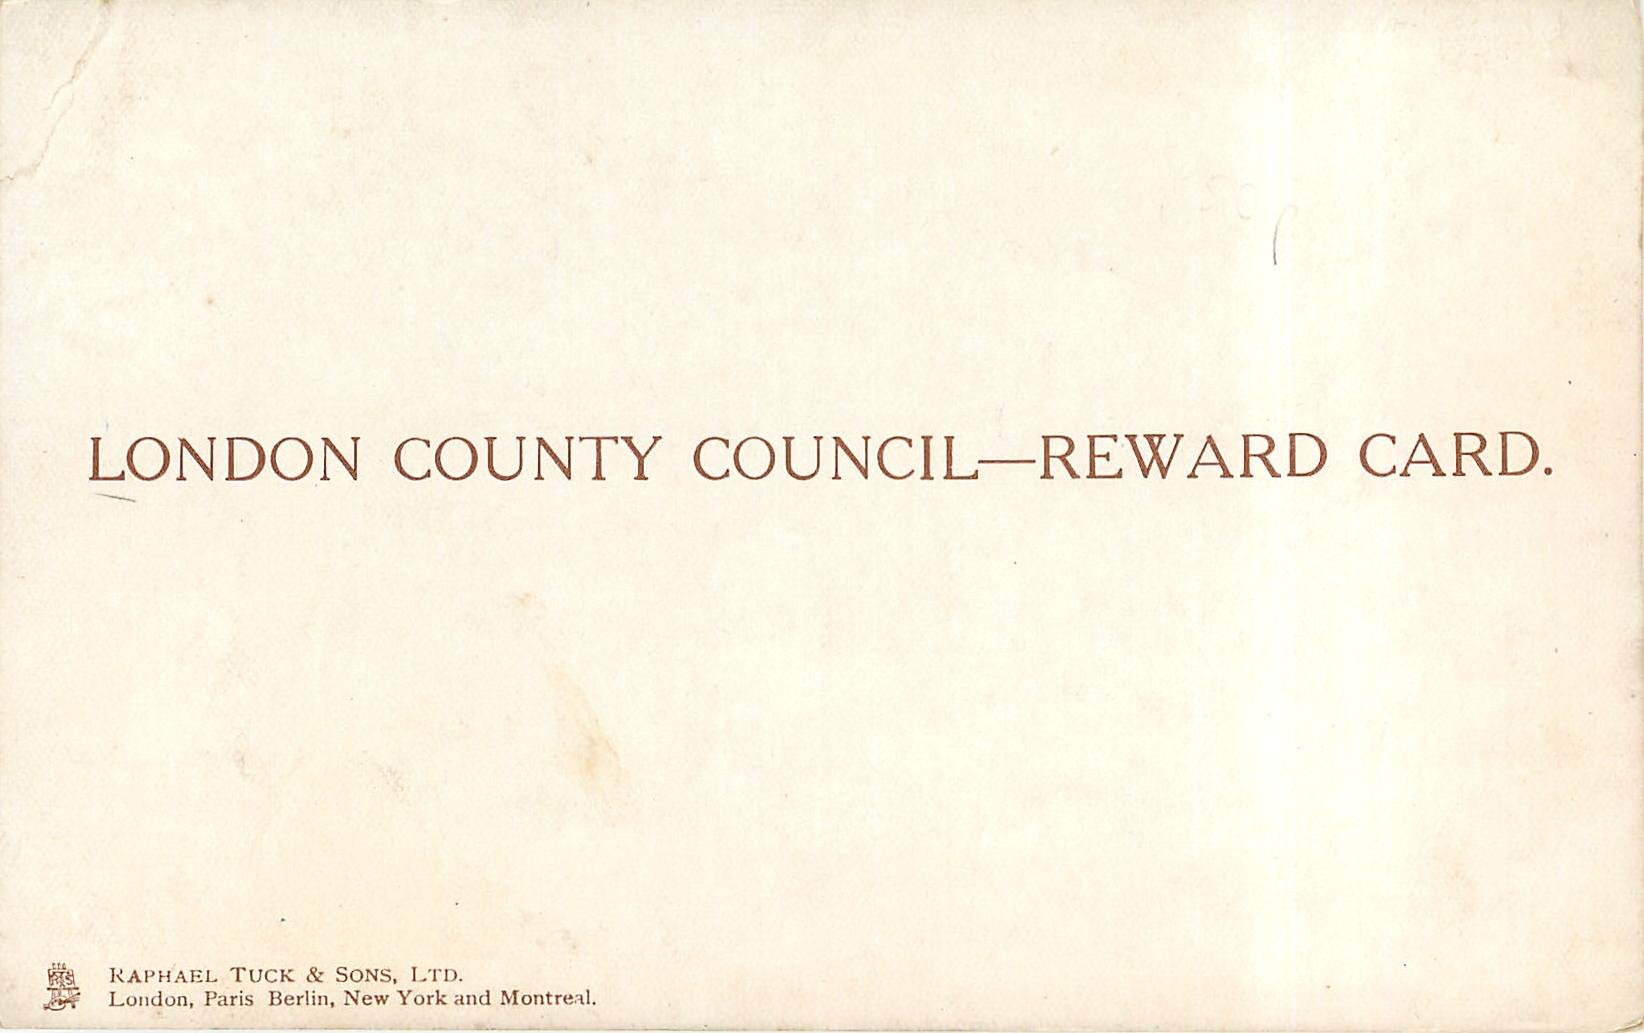 LONDON COUNTY COUNCIL—REWARD CARD.
RAPHAEL TUCK & SONS, LTD.
London, Paris Berlin, New York and Montreal.